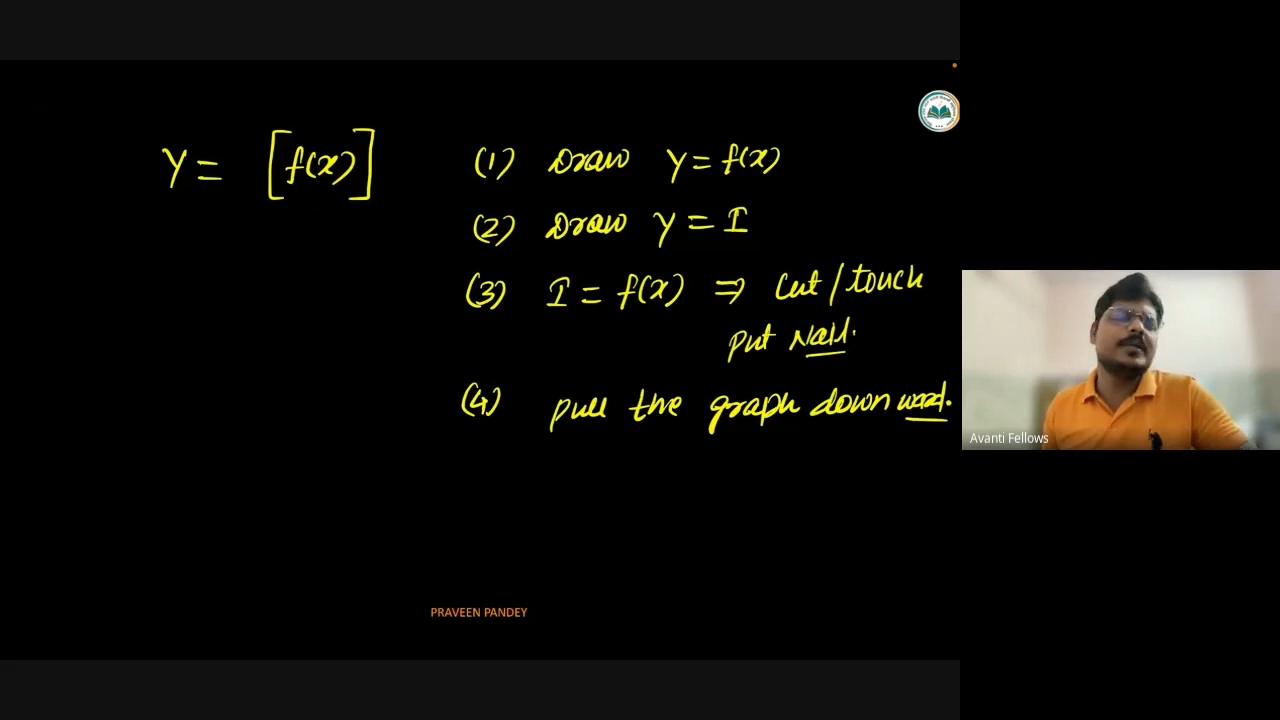 Y = [f(x)]
(1) Draw Y = f(x)
(2) Draw Y = I
(3) I = f(x) ⇒ Cut/touch
Put Nail.
(4) Pull the graph downward.
Avanti Fellows
PRAVEEN PANDEY